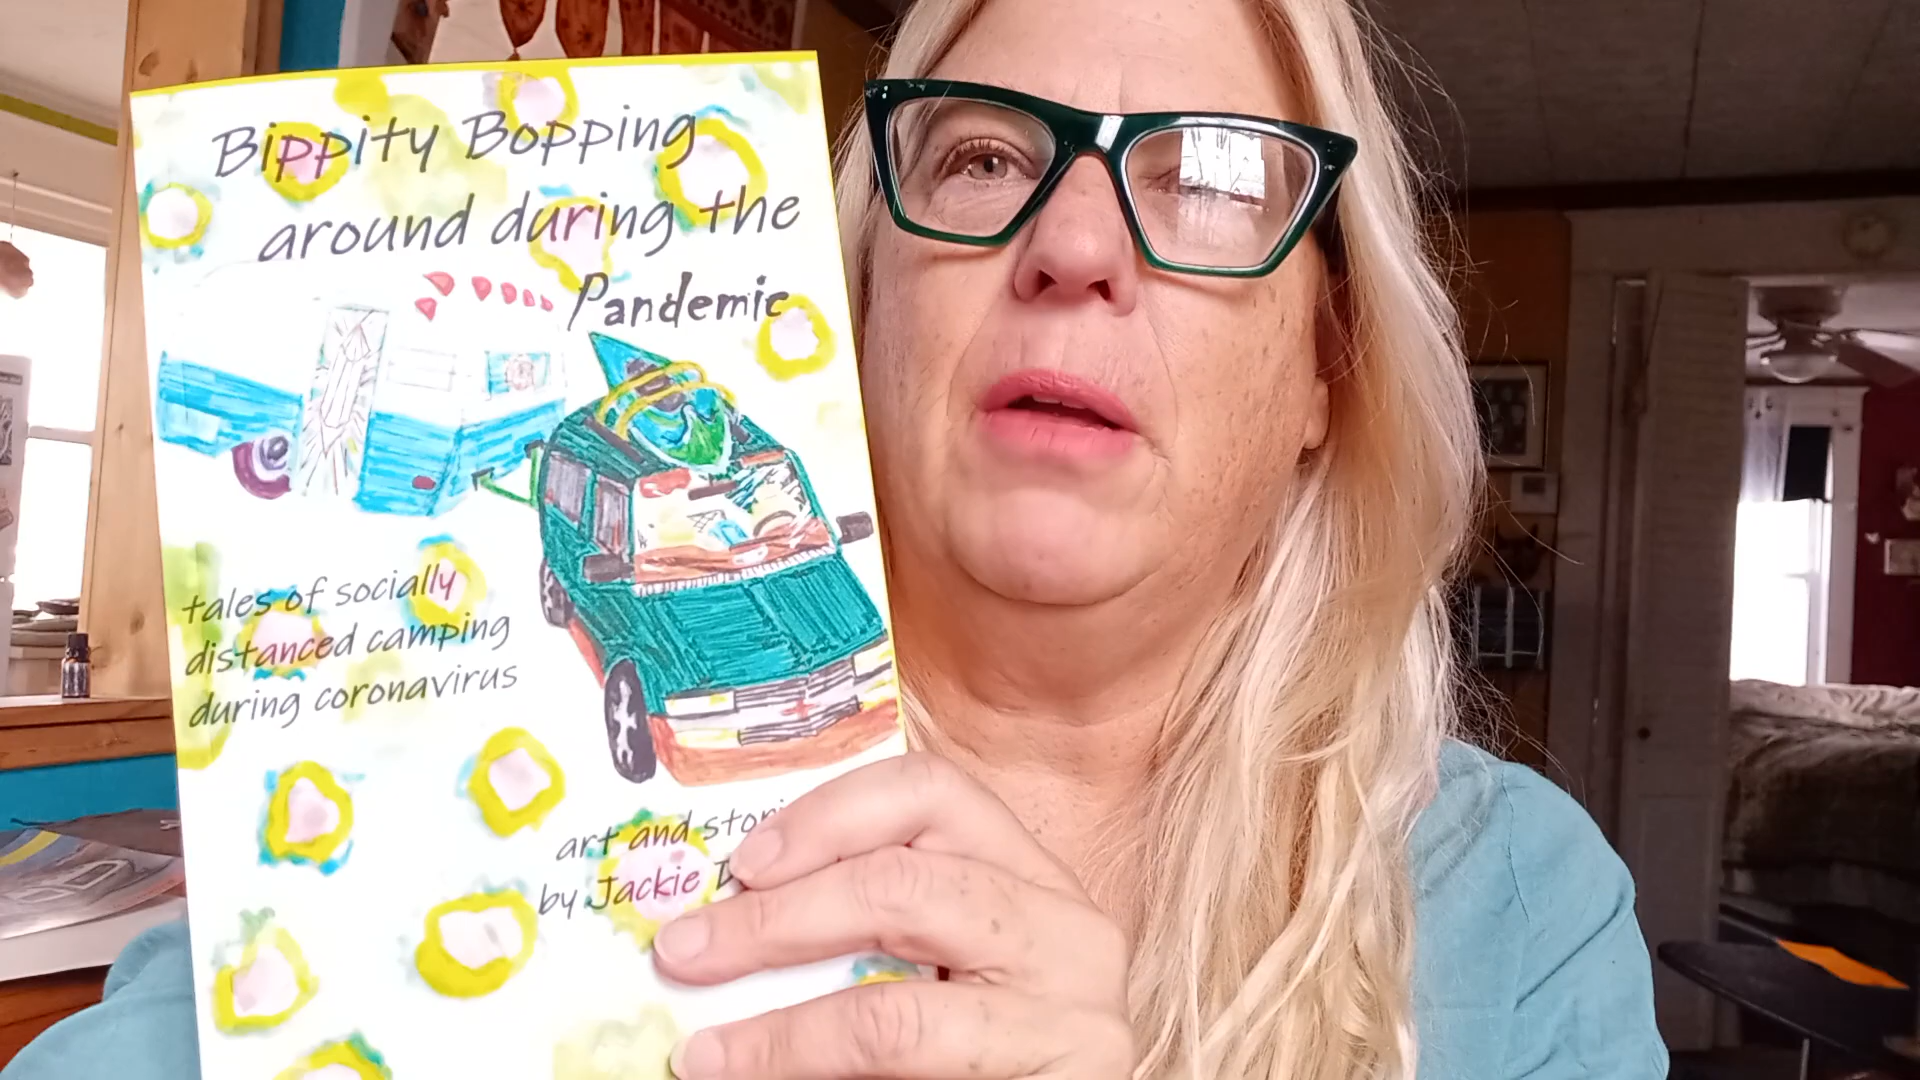 Bippity Bopping
around during the
Pandemic
tales of socially
distanced camping
during coronavirus
art and
by Jackie